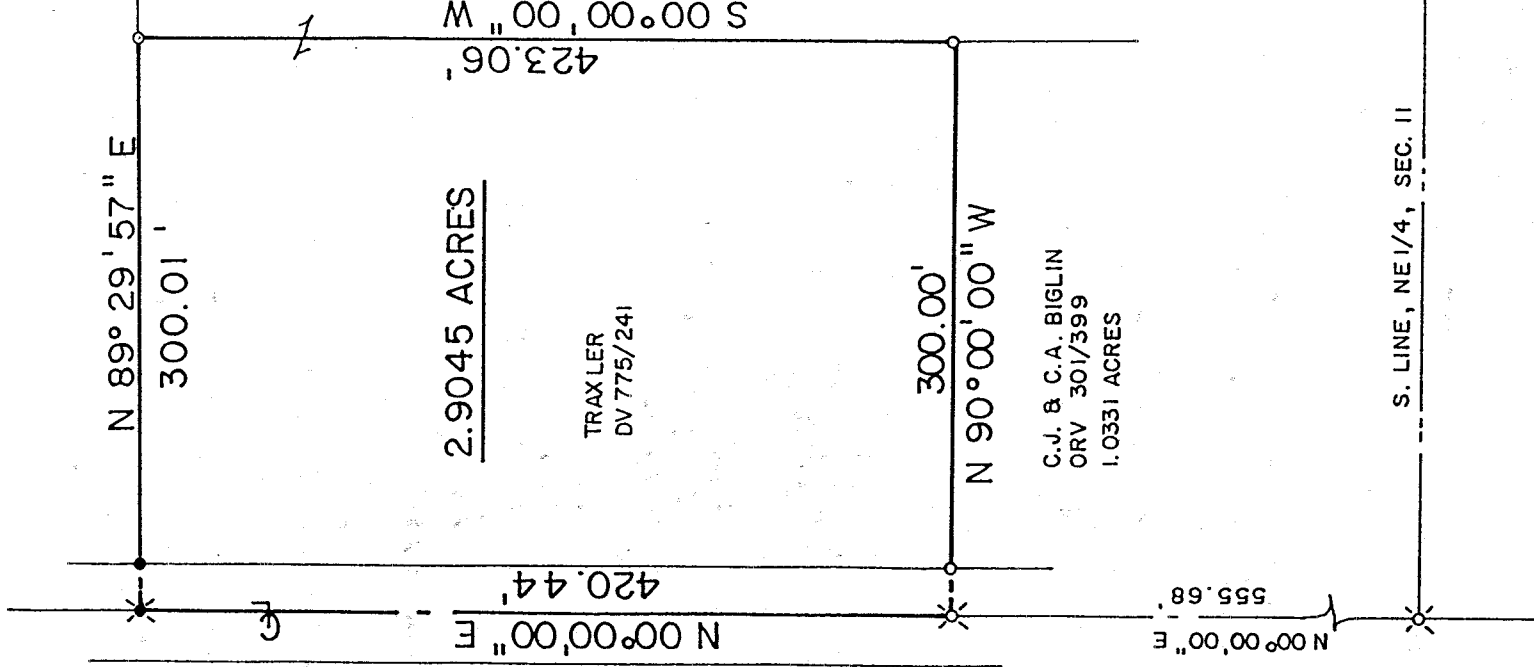 S 00°00'00" W
423.06'
N 89°29'57" E
300.01'
2.9045 ACRES
TRAXLER
DV 775/241
300.00'
N 90°00'00" W
C.J. & C.A. BIGLIN
ORV 301/399
1.0331 ACRES
S. LINE, NE 1/4, SEC. 11
420.44'
N 00°00'00" E
555.68'
N 00°00'00" E